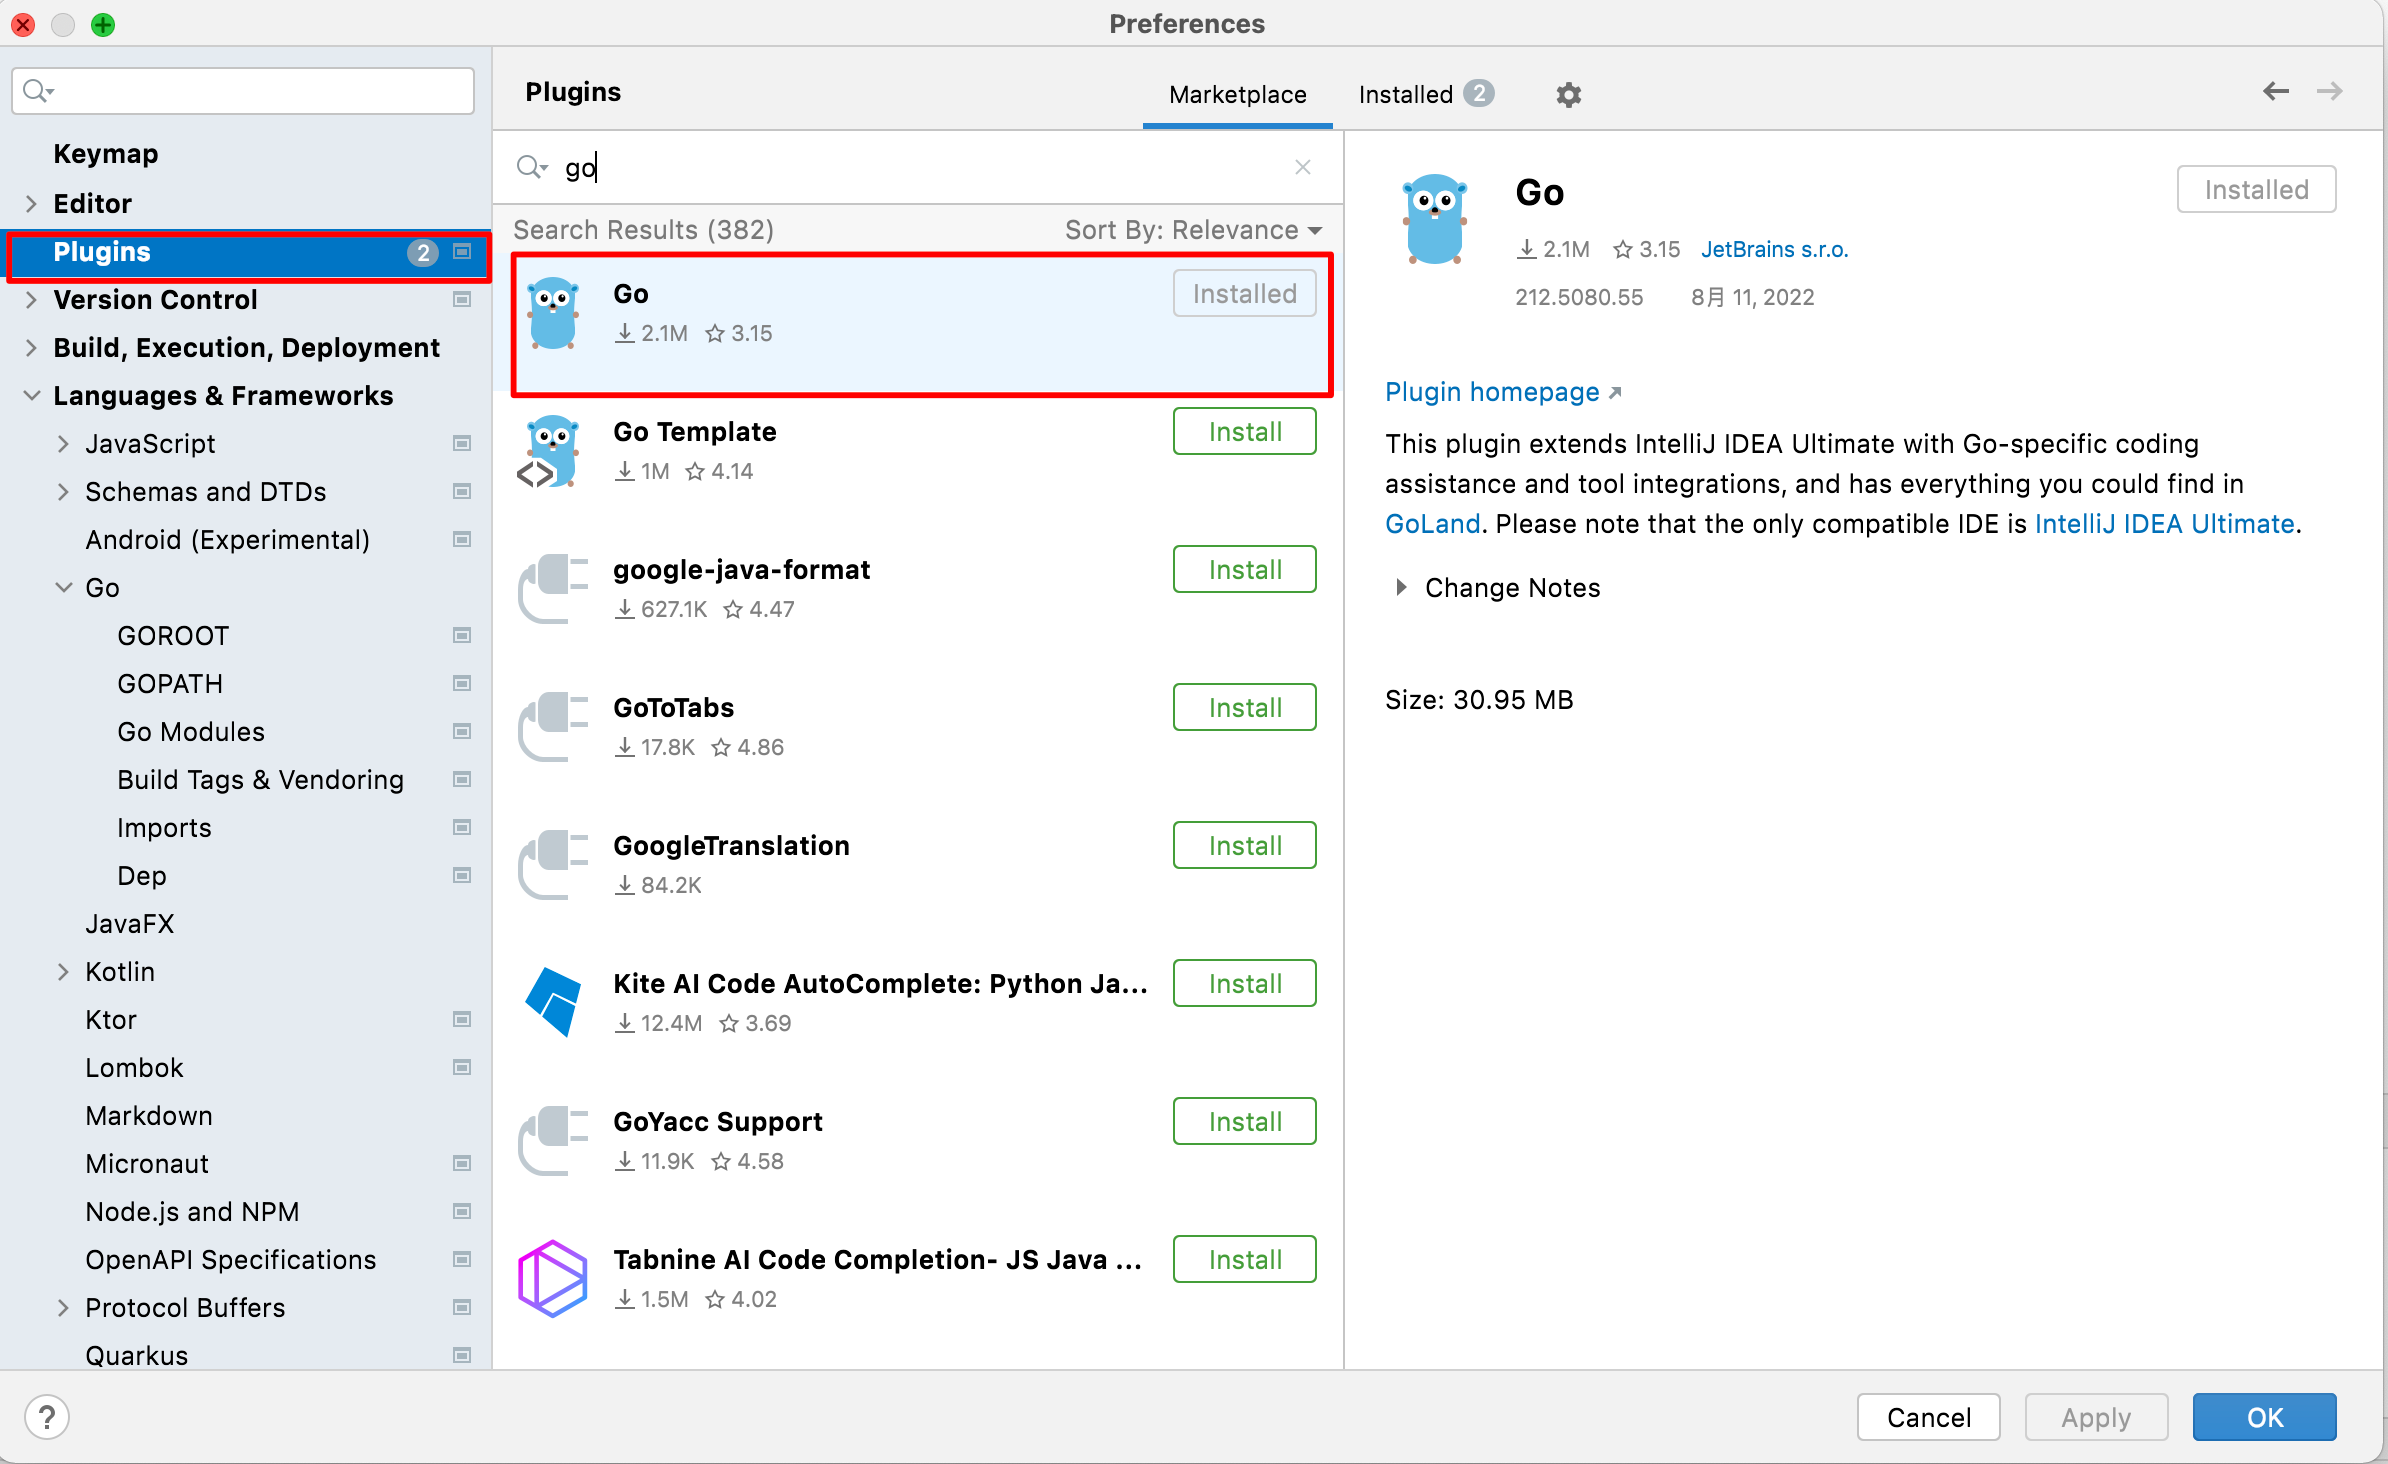 Preferences
Keymap
Editor
Plugins 2
Version Control
Build, Execution, Deployment
Languages & Frameworks
JavaScript
Schemas and DTDs
Android (Experimental)
Go
GOROOT
GOPATH
Go Modules
Build Tags & Vendoring
Imports
Dep
JavaFX
Kotlin
Ktor
Lombok
Markdown
Micronaut
Node.js and NPM
OpenAPI Specifications
Protocol Buffers
Quarkus
Plugins
Marketplace
Installed 2
go
Search Results (382)
Sort By: Relevance
Go
Installed
2.1M 3.15
Go Template
Install
1M 4.14
google-java-format
Install
627.1K 4.47
GoToTabs
Install
17.8K 4.86
GoogleTranslation
Install
84.2K
Kite AI Code AutoComplete: Python Ja...
Install
12.4M 3.69
GoYacc Support
Install
11.9K 4.58
Tabnine AI Code Completion- JS Java ...
Install
1.5M 4.02
Go
Installed
2.1M 3.15 JetBrains s.r.o.
212.5080.55 8月 11, 2022
Plugin homepage
This plugin extends IntelliJ IDEA Ultimate with Go-specific coding
assistance and tool integrations, and has everything you could find in
GoLand. Please note that the only compatible IDE is IntelliJ IDEA Ultimate.
Change Notes
Size: 30.95 MB
?
Cancel
Apply
OK